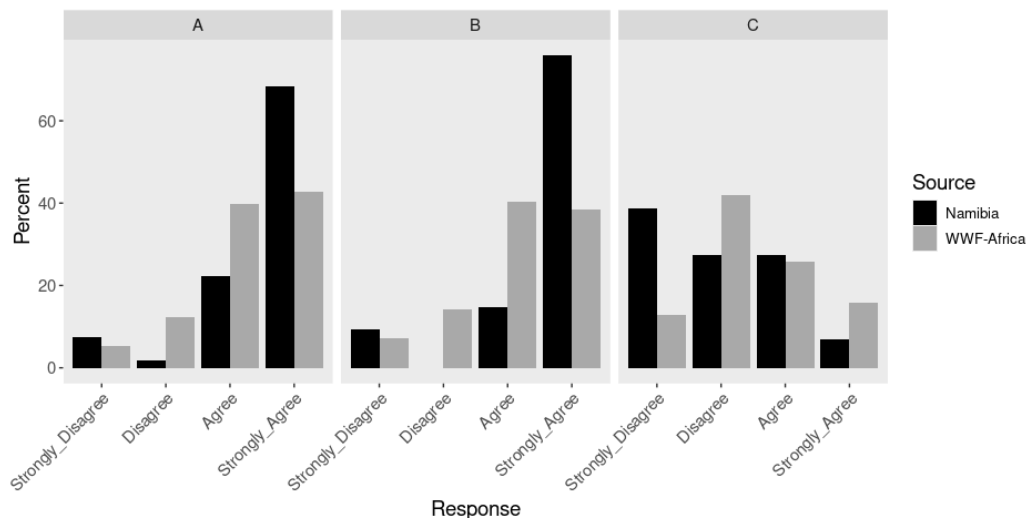 A
B
C
Percent
60
40
20
0
Strongly_Disagree
Disagree
Agree
Strongly_Agree
Strongly_Disagree
Disagree
Agree
Strongly_Agree
Strongly_Disagree
Disagree
Agree
Strongly_Agree
Response
Source
Namibia
WWF-Africa